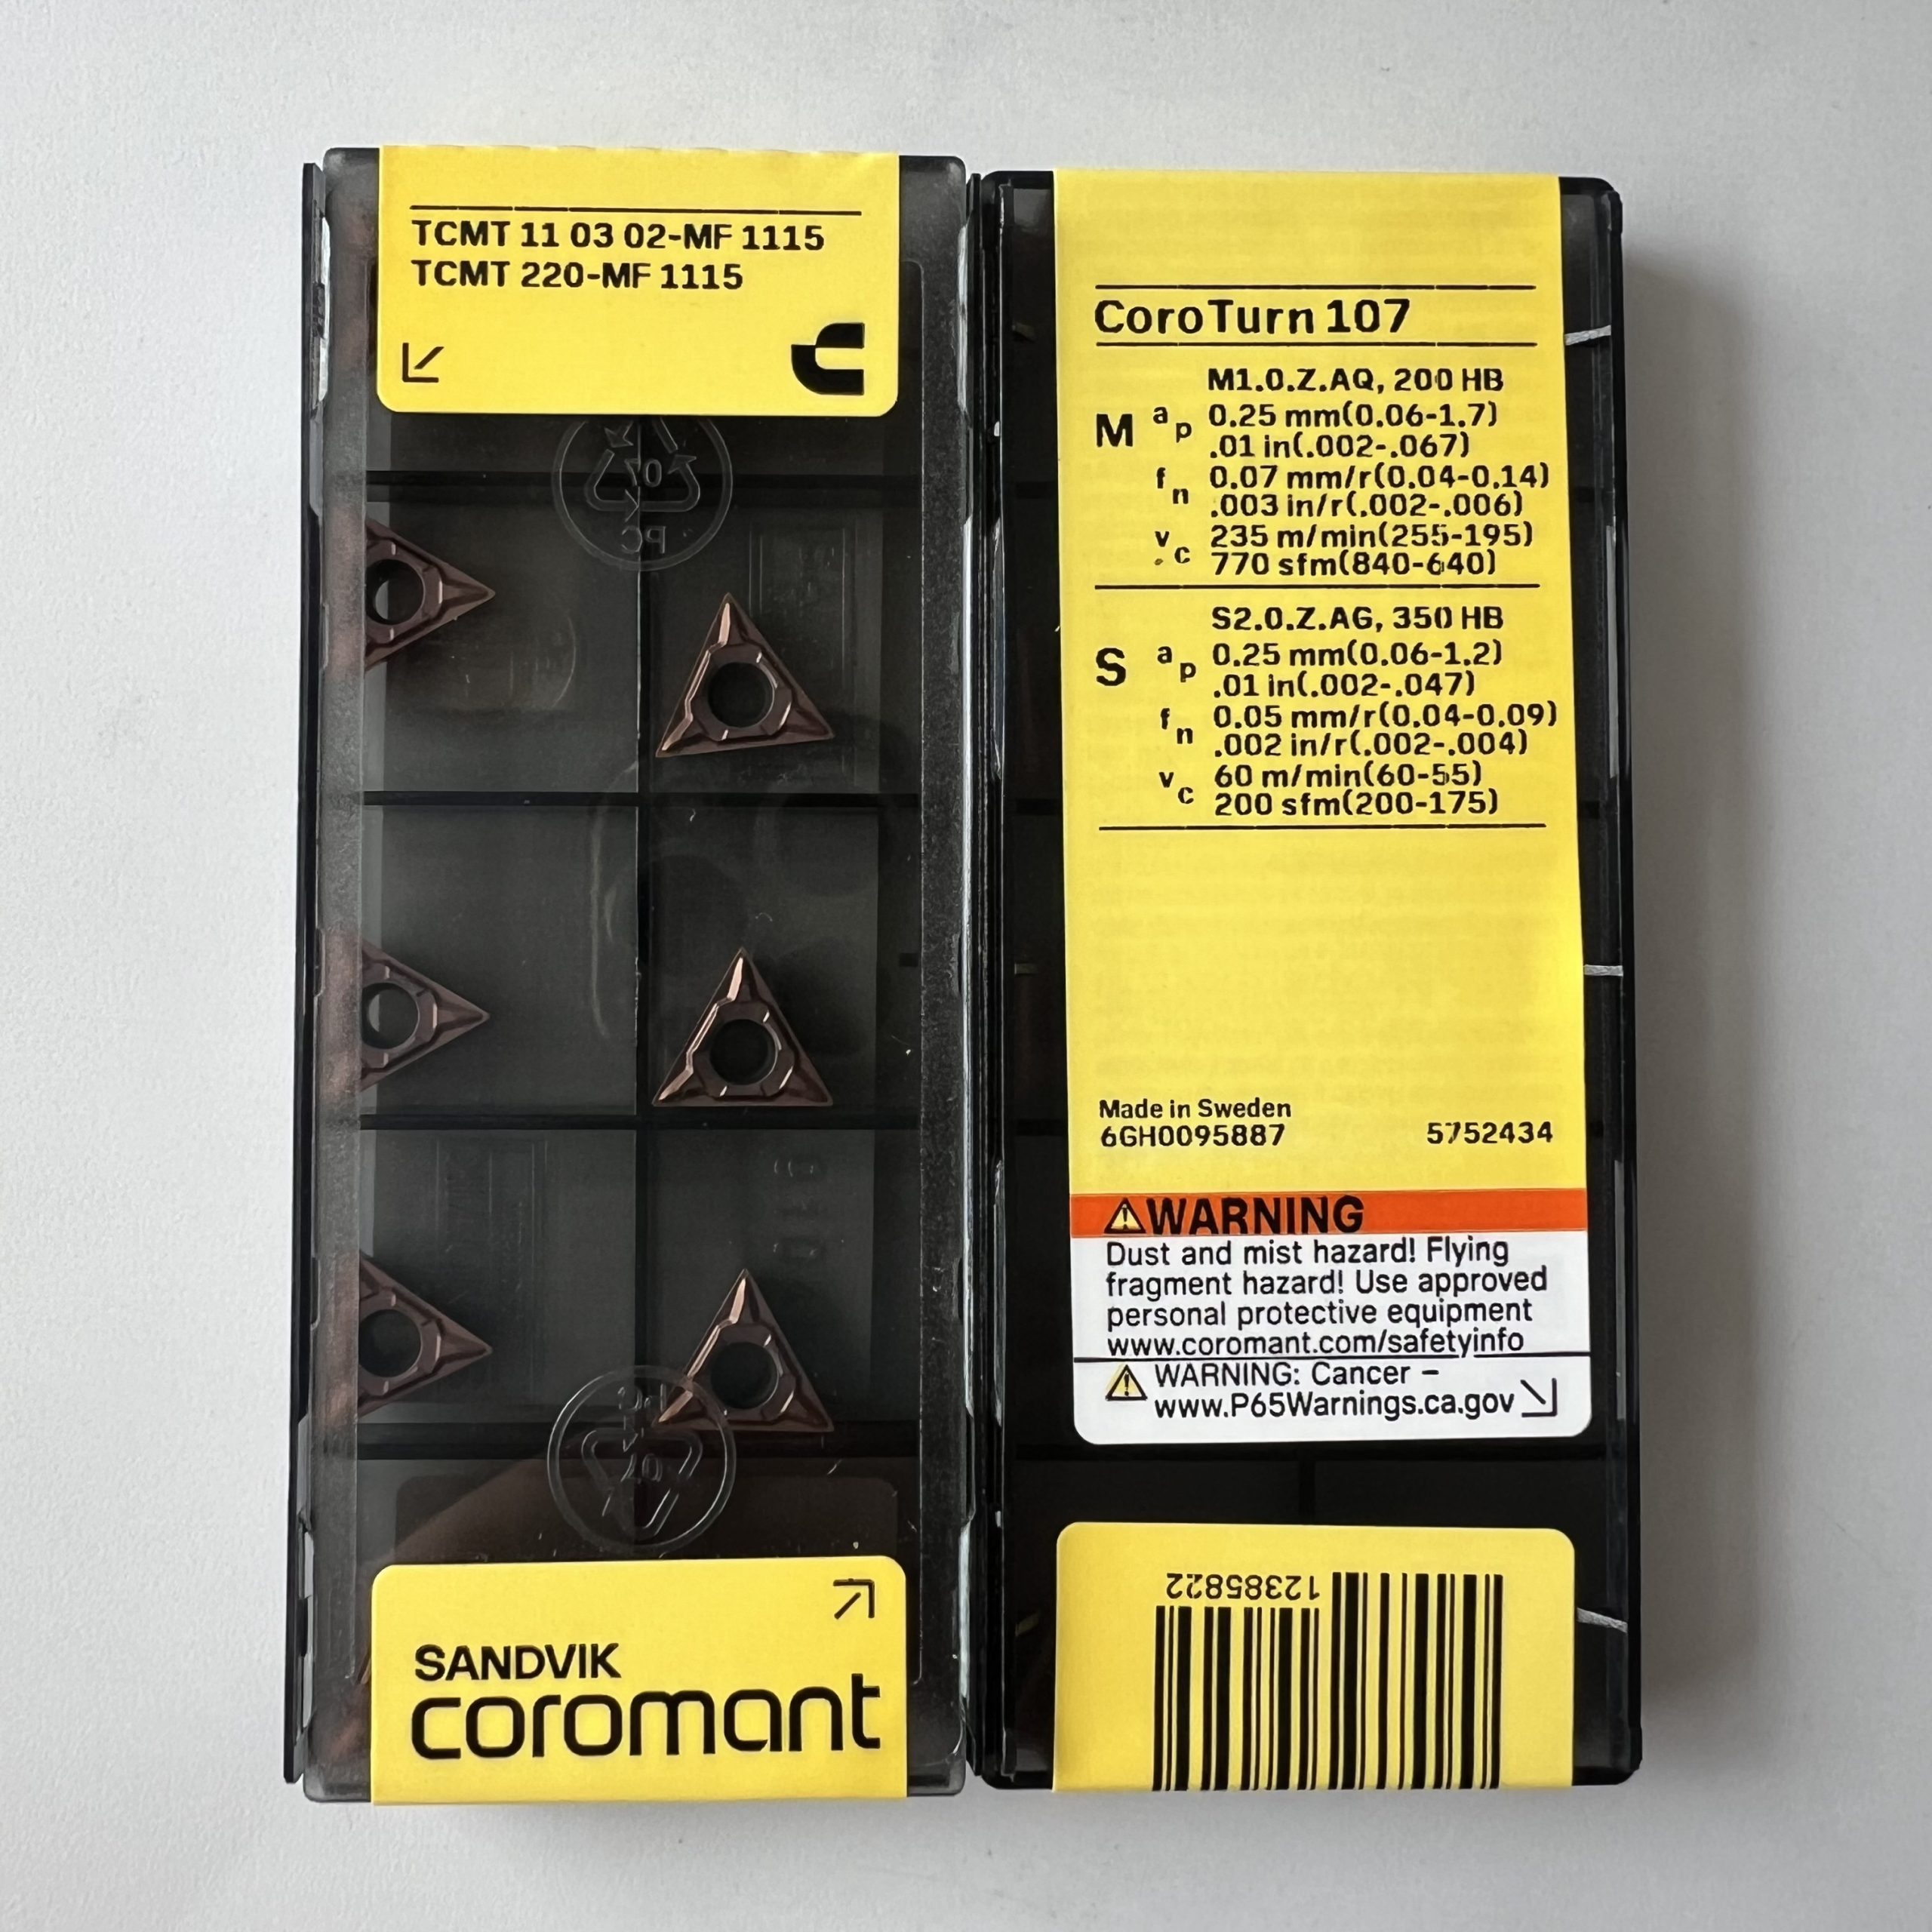 TCMT 11 03 02-MF 1115
TCMT 220-MF 1115
07
PC
07
SANDVIK
coromant
CoroTurn 107
M1.0.Z.AQ, 200 HB
M ap 0.25 mm(0.06-1.7)
.01 in(.002-.067)
fn 0.07 mm/r(0.04-0.14)
.003 in/r(.002-.006)
vc 235 m/min(255-195)
770 sfm(840-640)
S2.0.Z.AG, 350 HB
S ap 0.25 mm(0.06-1.2)
.01 in(.002-.047)
fn 0.05 mm/r(0.04-0.09)
.002 in/r(.002-.004)
vc 60 m/min(60-55)
200 sfm(200-175)
Made in Sweden
6GH0095887 5752434
WARNING
Dust and mist hazard! Flying
fragment hazard! Use approved
personal protective equipment
www.coromant.com/safetyinfo
WARNING: Cancer –
www.P65Warnings.ca.gov
12385822